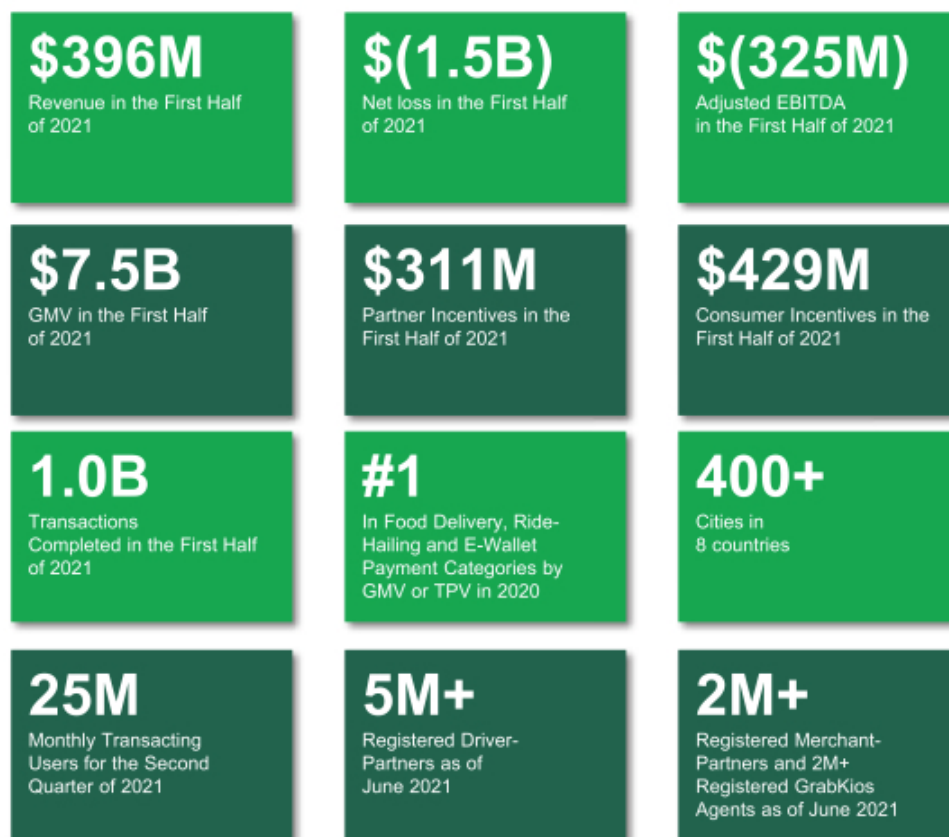 $396M
Revenue in the First Half
of 2021
$(1.5B)
Net loss in the First Half
of 2021
$(325M)
Adjusted EBITDA
in the First Half of 2021
$7.5B
GMV in the First Half
of 2021
$311M
Partner Incentives in the
First Half of 2021
$429M
Consumer Incentives in the
First Half of 2021
1.0B
Transactions
Completed in the First Half
of 2021
#1
In Food Delivery, Ride-
Hailing and E-Wallet
Payment Categories by
GMV or TPV in 2020
400+
Cities in
8 countries
25M
Monthly Transacting
Users for the Second
Quarter of 2021
5M+
Registered Driver-
Partners as of
June 2021
2M+
Registered Merchant-
Partners and 2M+
Registered GrabKios
Agents as of June 2021